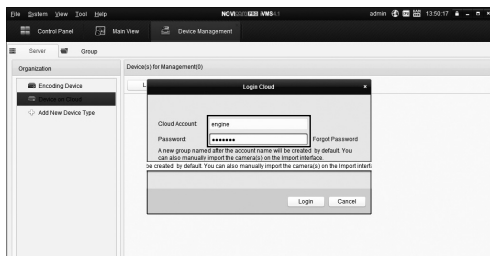 File System View Tool Help
iVMS
admin 13:50:17
Control Panel Main View Device Management
Server Group
Organization
Device(s) for Management(0)
Encoding Device
Add New Device Type
L
Login Cloud ×
Cloud Account: engine
Password: •••••••
Forgot Password
A new group named after the account name will be created by default. You
can also manually import the camera(s) on the Import interface.
be created by default. You can also manually import the camera(s) on the Import interfa
Login Cancel